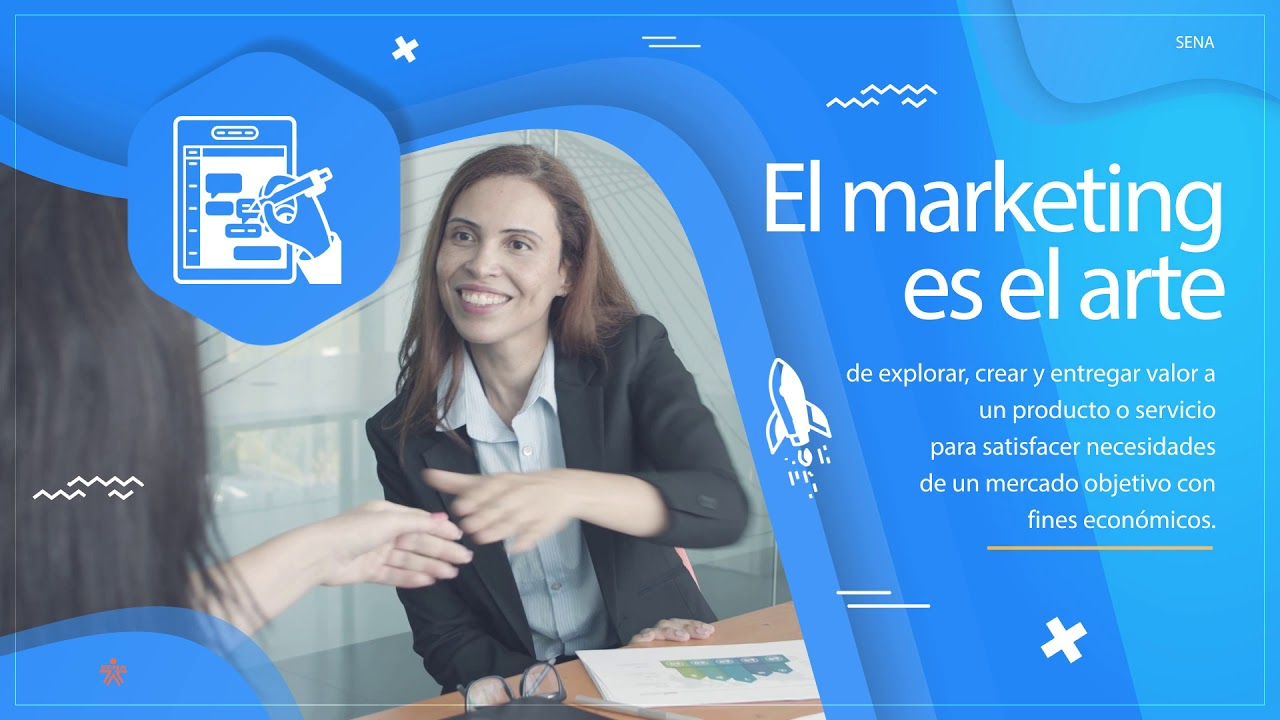 SENA
El marketing
es el arte
de explorar, crear y entregar valor a
un producto o servicio
para satisfacer necesidades
de un mercado objetivo con
fines económicos.